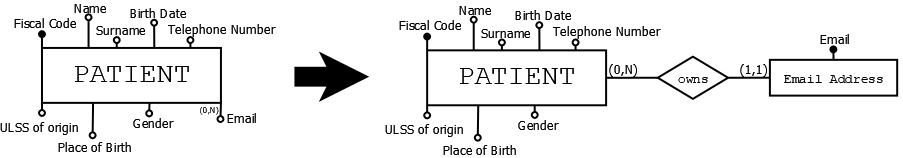 Name
Birth Date
Fiscal Code
Surname
Telephone Number
PATIENT
(0,N)
ULSS of origin
Gender
Email
Place of Birth
Name
Birth Date
Fiscal Code
Surname
Telephone Number
PATIENT
ULSS of origin
Gender
Place of Birth
(0,N)
owns
(1,1)
Email
Email Address